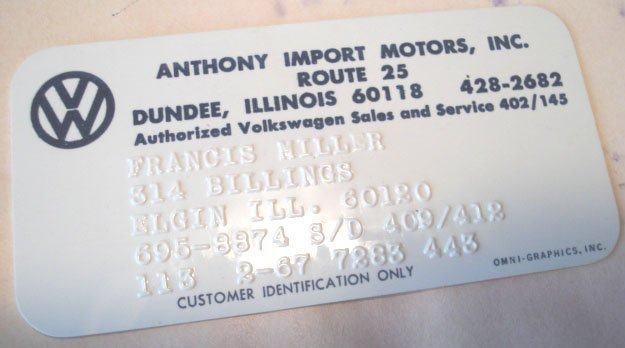 ANTHONY IMPORT MOTORS, INC.
ROUTE 25
DUNDEE, ILLINOIS 60118 428-2682
Authorized Volkswagen Sales and Service 402/145
FRANCIS MILLER
314 BILLINGS
ELGIN ILL. 60120
695-8874 S/D 409/412
113 2-67 7283 443
CUSTOMER IDENTIFICATION ONLY
OMNI-GRAPHICS, INC.